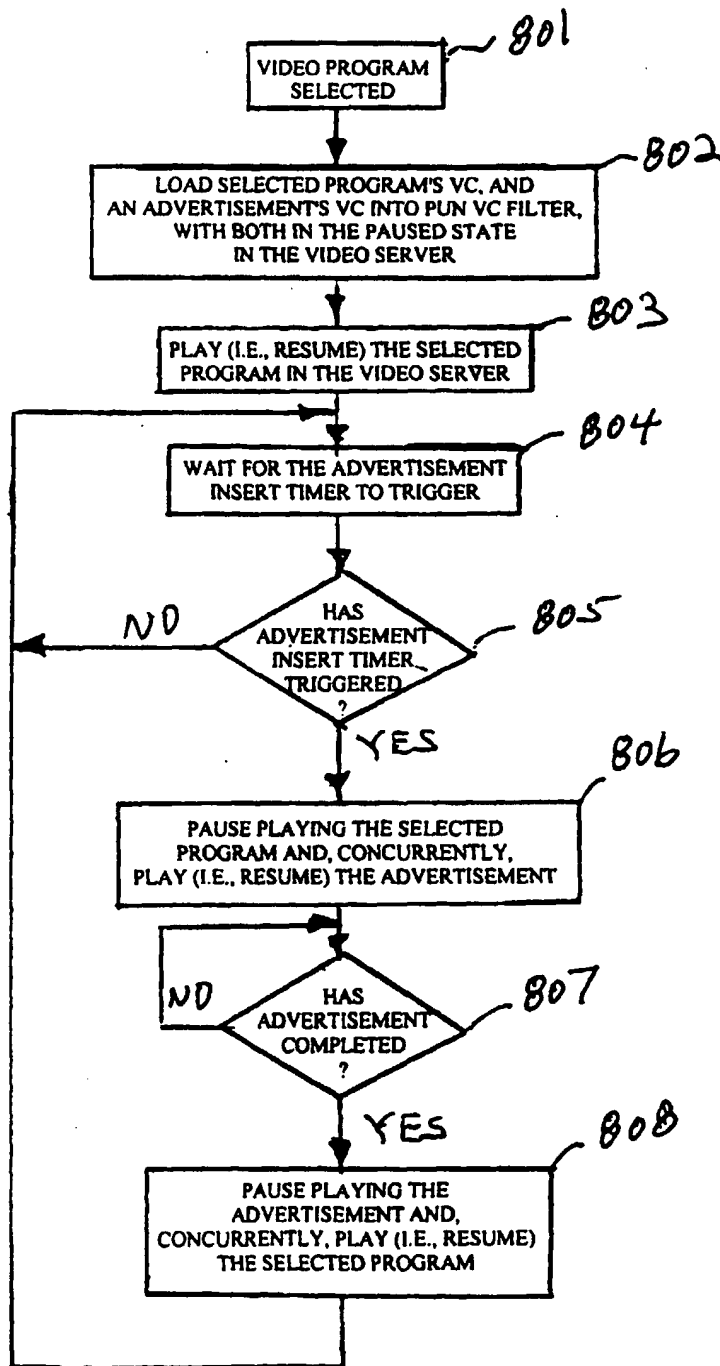 801
VIDEO PROGRAM
SELECTED
802
LOAD SELECTED PROGRAM'S VC, AND
AN ADVERTISEMENT'S VC INTO PUN VC FILTER,
WITH BOTH IN THE PAUSED STATE
IN THE VIDEO SERVER
803
PLAY (I.E., RESUME) THE SELECTED
PROGRAM IN THE VIDEO SERVER
804
WAIT FOR THE ADVERTISEMENT
INSERT TIMER TO TRIGGER
805
NO
HAS
ADVERTISEMENT
INSERT TIMER
TRIGGERED
?
YES
806
PAUSE PLAYING THE SELECTED
PROGRAM AND, CONCURRENTLY,
PLAY (I.E., RESUME) THE ADVERTISEMENT
807
NO
HAS
ADVERTISEMENT
COMPLETED
?
YES
808
PAUSE PLAYING THE
ADVERTISEMENT AND,
CONCURRENTLY, PLAY (I.E., RESUME)
THE SELECTED PROGRAM